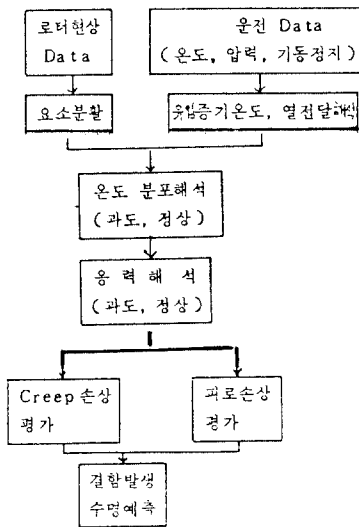 로터현상
Data
운전 Data
(온도, 압력, 기동정지)
요소분활
유입증기온도, 열전달해석
온도 분포해석
(과도, 정상)
응력해석
(과도, 정상)
Creep손상
평가
피로손상
평가
결함발생
수명예측